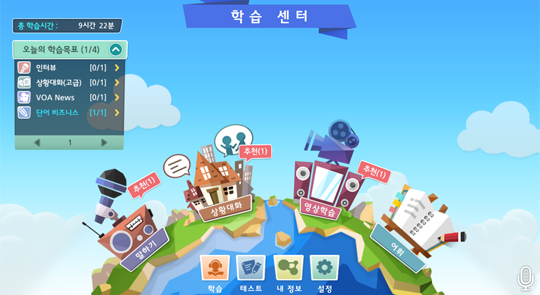 학습 센터
총 학습시간 : 9시간 22분
오늘의 학습목표 (1/4)
인터뷰 [0/1]
상황대화(고급) [0/1]
VOA News [0/1]
단어 비즈니스 [1/1]
1
추천(1)
추천(1)
추천(1)
말하기
상황대화
영상학습
어휘
학습 테스트 내 정보 설정